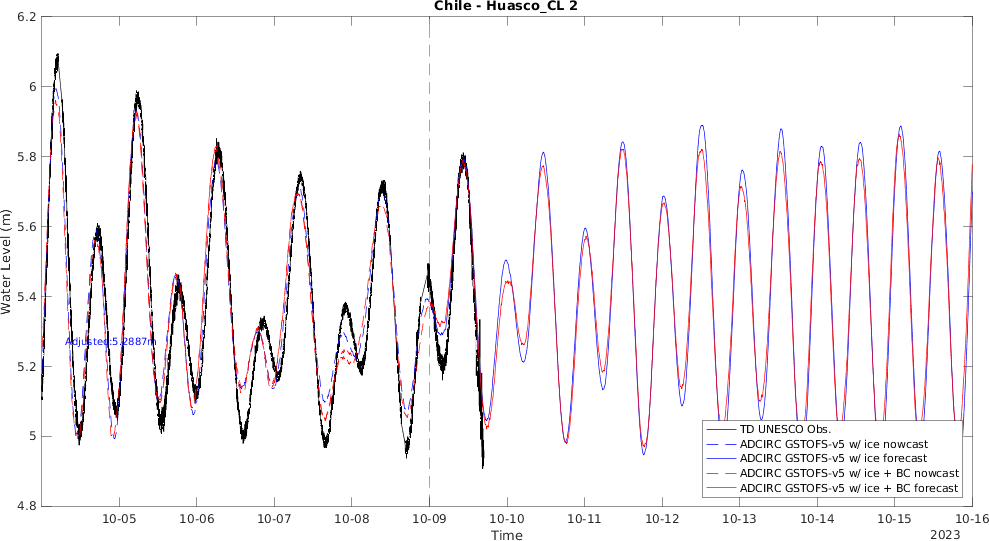 Chile - Huasco_CL 2
6.2
6
5.8
5.6
5.4
5.2
5
4.8
Water Level (m)
Adjusted:5.2887m
TD UNESCO Obs.
ADCIRC GSTOFS-v5 w/ ice nowcast
ADCIRC GSTOFS-v5 w/ ice forecast
ADCIRC GSTOFS-v5 w/ ice + BC nowcast
ADCIRC GSTOFS-v5 w/ ice + BC forecast
10-05 10-06 10-07 10-08 10-09 10-10 10-11 10-12 10-13 10-14 10-15 10-16
Time
2023